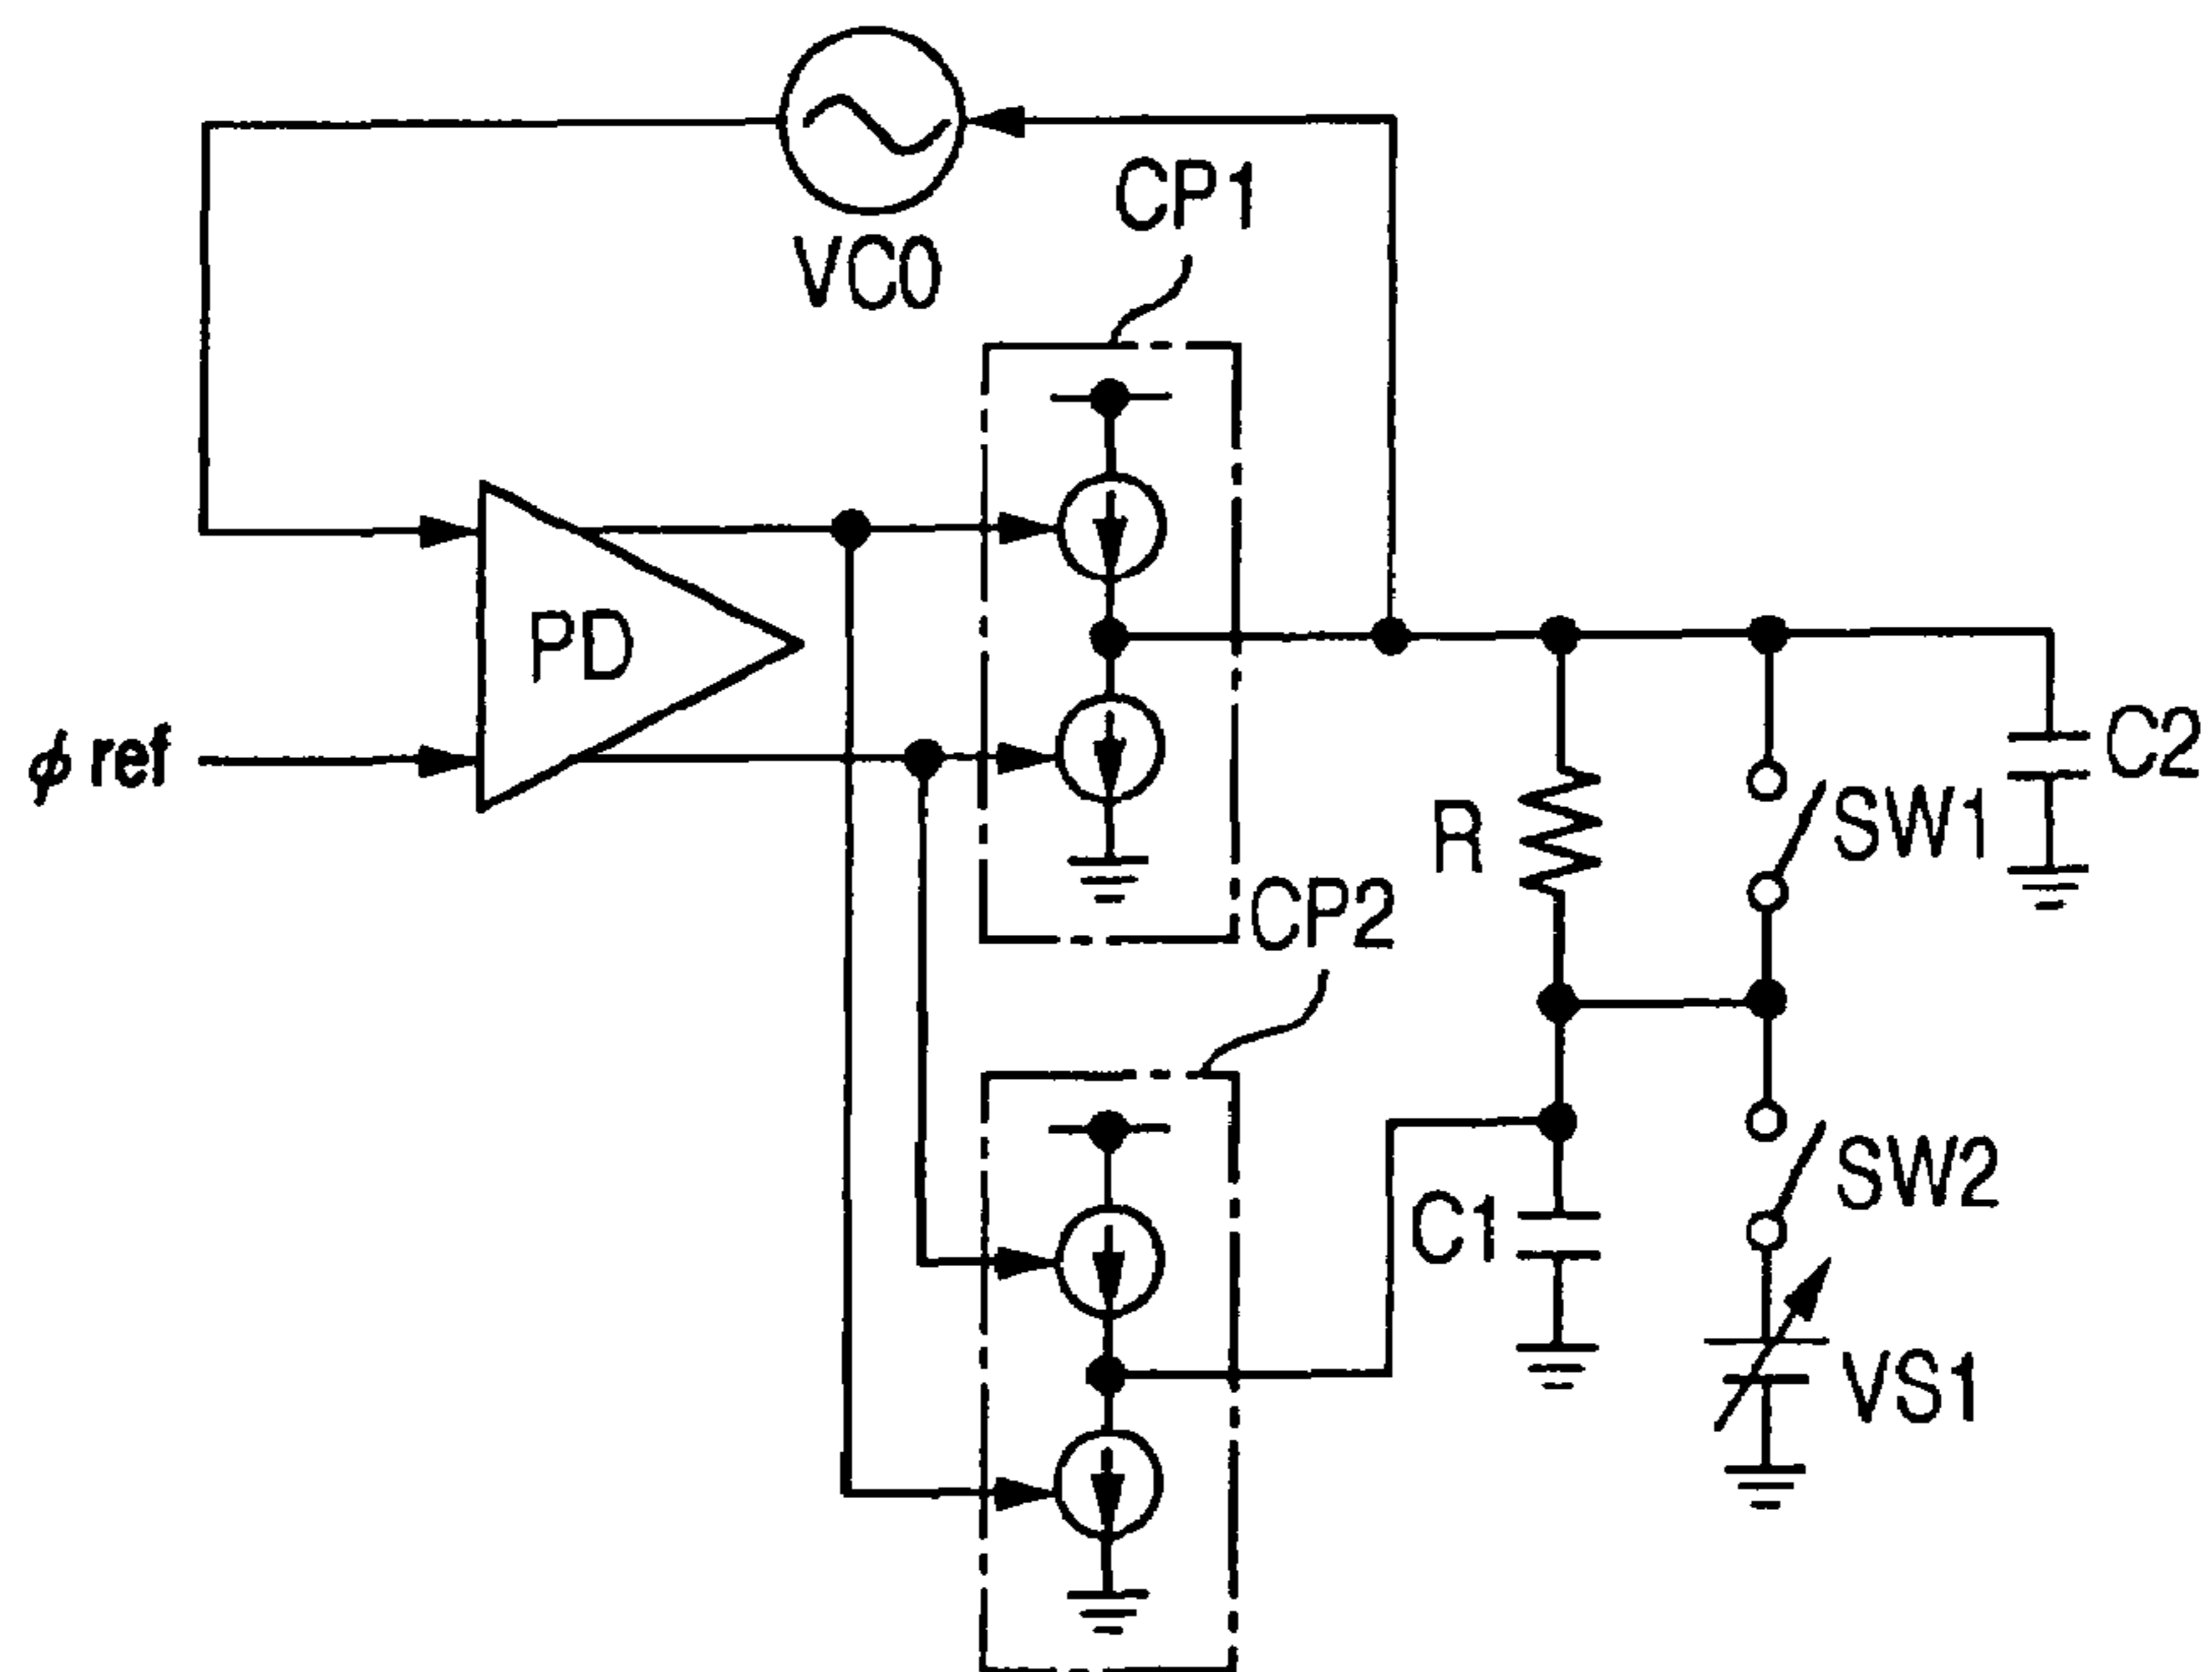 VC0
CP1
PD
ϕ ref
C2
SW1
R
CP2
SW2
C1
VS1